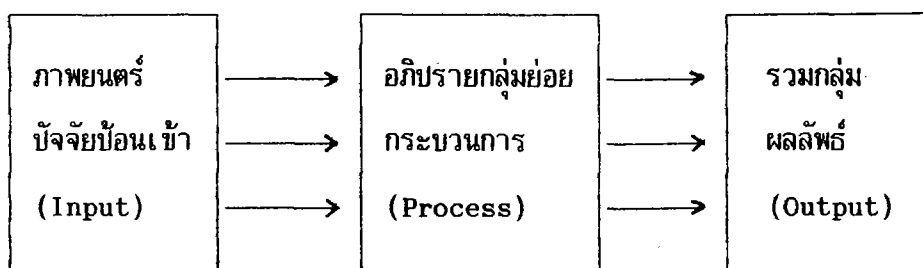 ภาพยนตร์ อภิปรายกลุ่มย่อย รวมกลุ่ม
ปัจจัยป้อนเข้า กระบวนการ ผลลัพธ์
(Input) (Process) (Output)